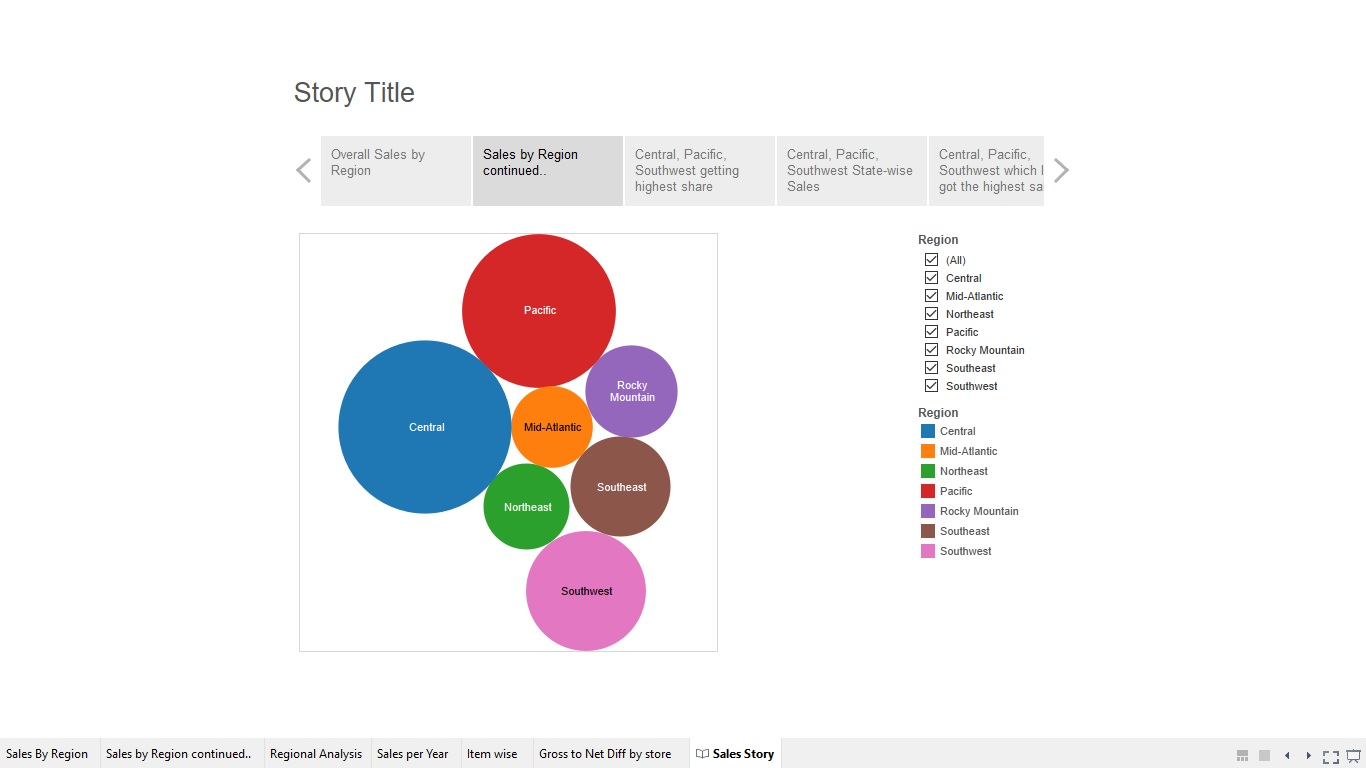 Story Title
Overall Sales by
Region
Sales by Region
continued..
Central, Pacific,
Southwest getting
highest share
Central, Pacific,
Southwest State-wise
Sales
Central, Pacific,
Southwest which
got the highest
Pacific
Rocky
Mountain
Central
Mid-Atlantic
Southeast
Northeast
Southwest
Region
(All)
Central
Mid-Atlantic
Northeast
Pacific
Rocky Mountain
Southeast
Southwest
Region
Central
Mid-Atlantic
Northeast
Pacific
Rocky Mountain
Southeast
Southwest
Sales By Region
Sales by Region continued..
Regional Analysis
Sales per Year
Item wise
Gross to Net Diff by store
Sales Story